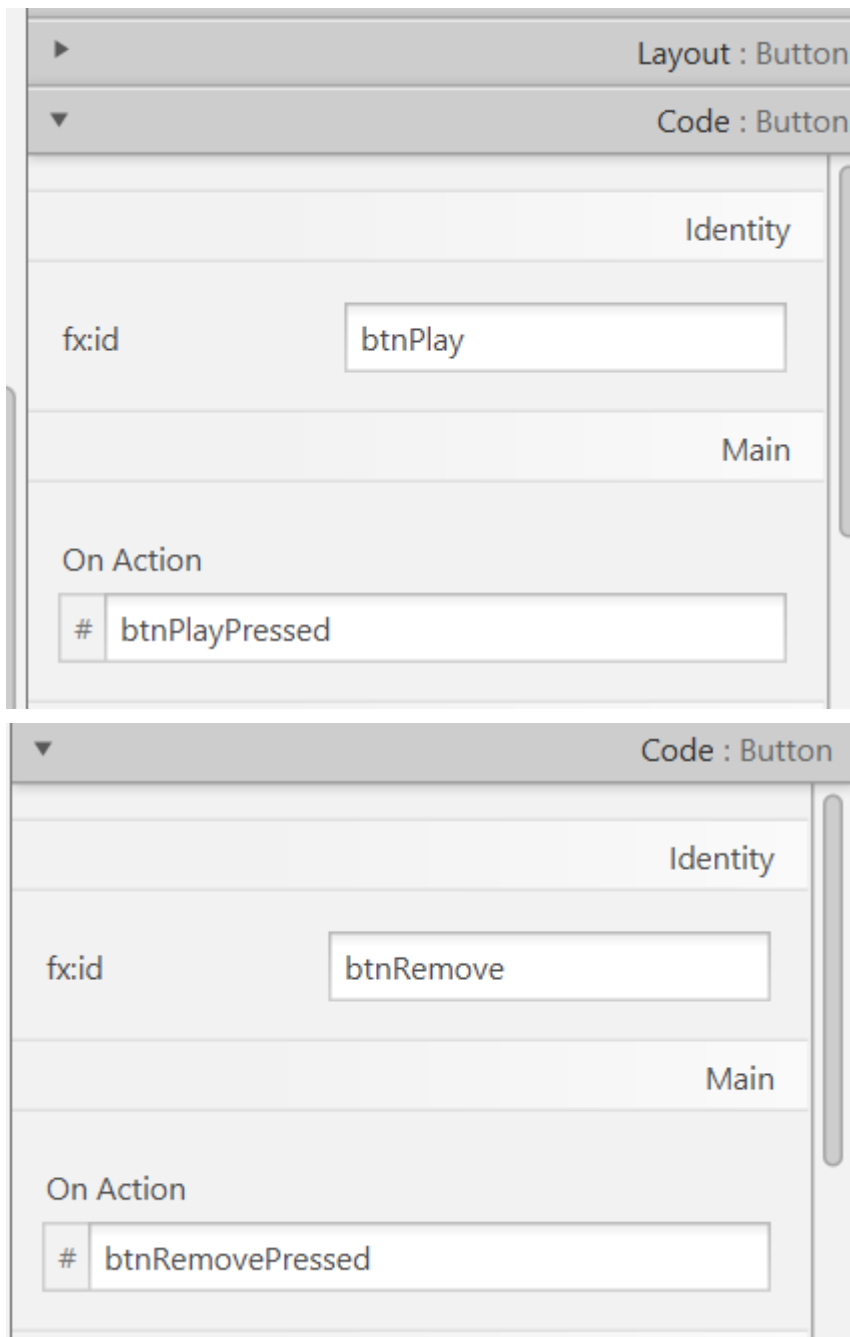 Layout : Button
Code : Button
Identity
fx:id btnPlay
Main
On Action
# btnPlayPressed
Code : Button
Identity
fx:id btnRemove
Main
On Action
# btnRemovePressed